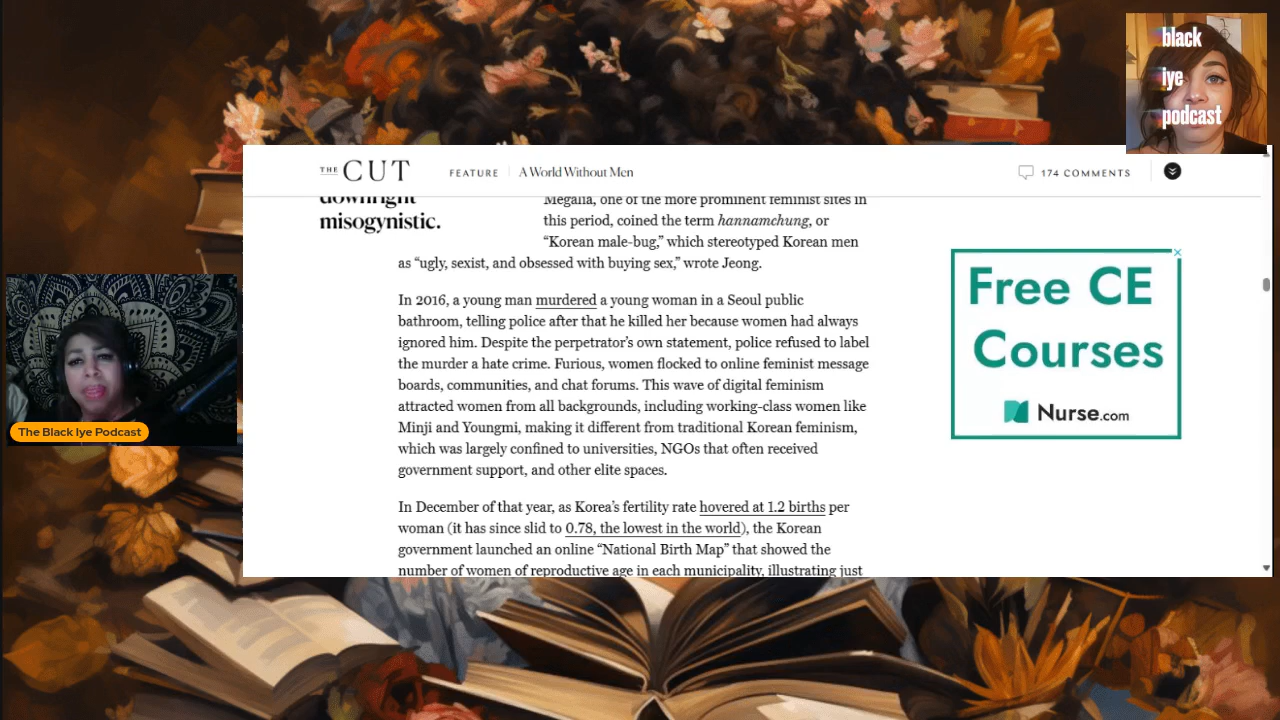 black
iye
podcast
THE CUT
FEATURE
A World Without Men
174 COMMENTS
downright
misogynistic.
Megalia, one of the more prominent feminist sites in
this period, coined the term hannamchung, or
“Korean male-bug,” which stereotyped Korean men
as “ugly, sexist, and obsessed with buying sex,” wrote Jeong.
In 2016, a young man murdered a young woman in a Seoul public
bathroom, telling police after that he killed her because women had always
ignored him. Despite the perpetrator’s own statement, police refused to label
the murder a hate crime. Furious, women flocked to online feminist message
boards, communities, and chat forums. This wave of digital feminism
attracted women from all backgrounds, including working-class women like
Minji and Youngmi, making it different from traditional Korean feminism,
which was largely confined to universities, NGOs that often received
government support, and other elite spaces.
In December of that year, as Korea’s fertility rate hovered at 1.2 births per
woman (it has since slid to 0.78, the lowest in the world), the Korean
government launched an online “National Birth Map” that showed the
number of women of reproductive age in each municipality, illustrating just
Free CE
Courses
Nurse.com
The Black Iye Podcast